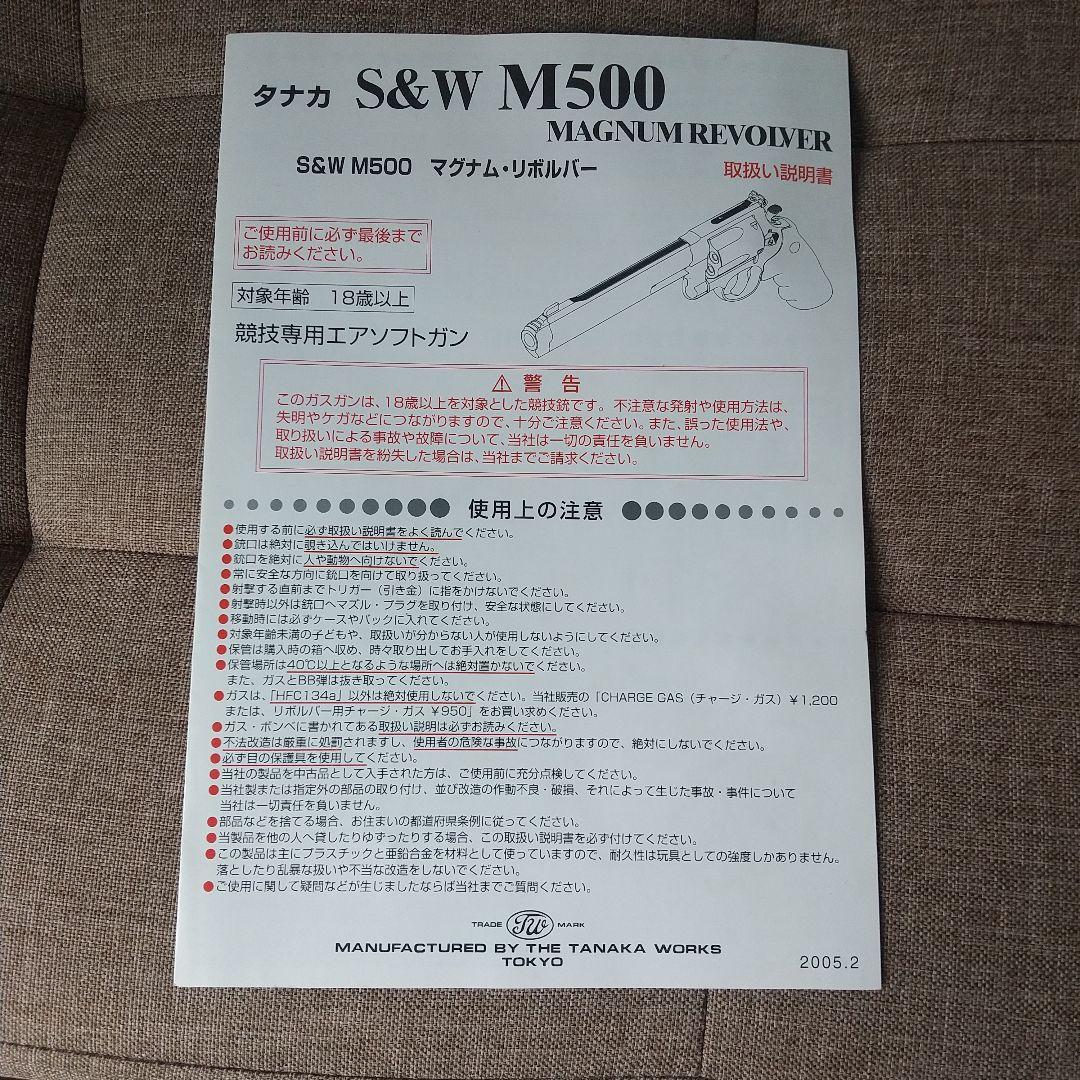 タナカ S&W M500
MAGNUM REVOLVER
S&W M500 マグナム・リボルバー
取扱い説明書
ご使用前に必ず最後まで
お読みください。
対象年齢 18歳以上
競技専用エアソフトガン
⚠ 警告
このガスガンは、18歳以上を対象とした競技銃です。不注意な発射や使用方法は、
失明やケガなどにつながりますので、十分ご注意ください。また、誤った使用法や、
取り扱いによる事故や故障について、当社は一切の責任を負いません。
取扱い説明書を紛失した場合は、当社までご請求ください。
使用上の注意
●使用する前に必ず取扱い説明書をよく読んでください。
●銃口は絶対に覗き込んではいけません。
●銃口を絶対に人や動物へ向けないでください。
●常に安全な方向に銃口を向けて取り扱ってください。
●射撃する直前までトリガー（引き金）に指をかけないでください。
●射撃時以外は銃口へマズル・プラグを取り付け、安全な状態にしてください。
●移動時には必ずケースやバックに入れてください。
●対象年齢未満の子どもや、取扱いが分からない人が使用しないようにしてください。
●保管は購入時の箱へ収め、時々取り出してお手入れをしてください。
●保管場所は40℃以上となるような場所へは絶対置かないでください。
また、ガスとBB弾は抜き取ってください。
●ガスは、「HFC134a」以外は絶対使用しないでください。当社販売の「CHARGE GAS（チャージ・ガス）￥1,200
または、リボルバー用チャージ・ガス ￥950」をお買い求めください。
●ガス・ボンベに書かれてある取扱い説明は必ずお読みください。
●不法改造は厳重に処罰されますし、使用者の危険な事故につながりますので、絶対にしないでください。
●必ず目の保護具を使用してください。
●当社の製品を中古品として入手された方は、ご使用前に充分点検してください。
●当社製または指定外の部品の取り付け、並び改造の作動不良・破損、それによって生じた事故・事件について
当社は一切責任を負いません。
●部品などを捨てる場合、お住まいの都道府県条例に従ってください。
●当製品を他の人へ貸したりゆずったりする場合、この取扱い説明書を必ず付けてください。
●この製品は主にプラスチックと亜鉛合金を材料として使っていますので、耐久性は玩具としての強度しかありません。
落としたり乱暴な扱いや不当な改造をしないでください。
●ご使用に関して疑問などが生じましたならば当社までご質問ください。
TRADE TW MARK
MANUFACTURED BY THE TANAKA WORKS
TOKYO
2005.2